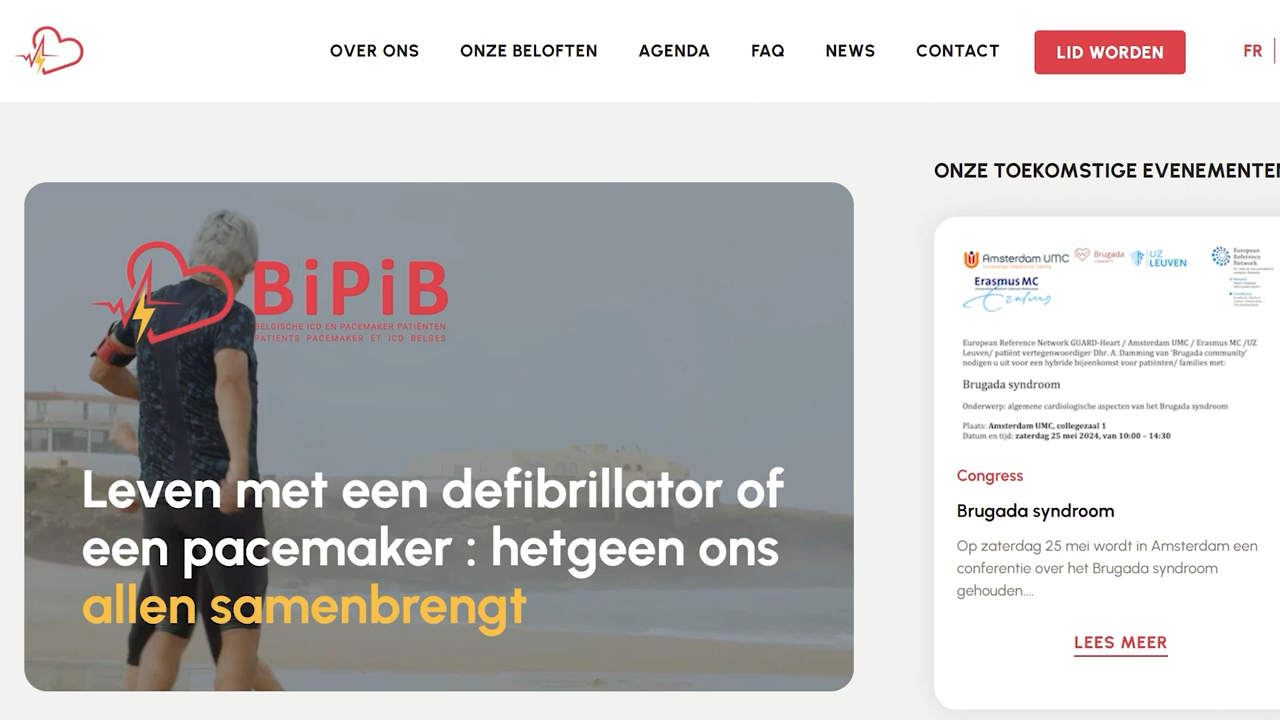 OVER ONS
ONZE BELOFTEN
AGENDA
FAQ
NEWS
CONTACT
LID WORDEN
FR
BiPiB
BELGISCHE ICD EN PACEMAKER PATIËNTEN
PATIENTS PACEMAKER ET ICD BELGES
Leven met een defibrillator of
een pacemaker : hetgeen ons
allen samenbrengt
ONZE TOEKOMSTIGE EVENEMENTEN
Amsterdam UMC
Universitair Medische Centra
Brugada
COMMUNITY
UZ
LEUVEN
European
Reference
Network
Erasmus MC
European Reference Network GUARD-Heart / Amsterdam UMC / Erasmus MC /UZ
Leuven/ patiënt vertegenwoordiger Dhr. A. Damming van 'Brugada community'
nodigen u uit voor een hybride bijeenkomst voor patiënten/ families met:
Brugada syndroom
Onderwerp: algemene cardiologische aspecten van het Brugada syndroom
Plaats: Amsterdam UMC, collegezaal 1
Datum en tijd: zaterdag 25 mei 2024, van 10:00 – 14:30
Congress
Brugada syndroom
Op zaterdag 25 mei wordt in Amsterdam een
conferentie over het Brugada syndroom
gehouden....
LEES MEER